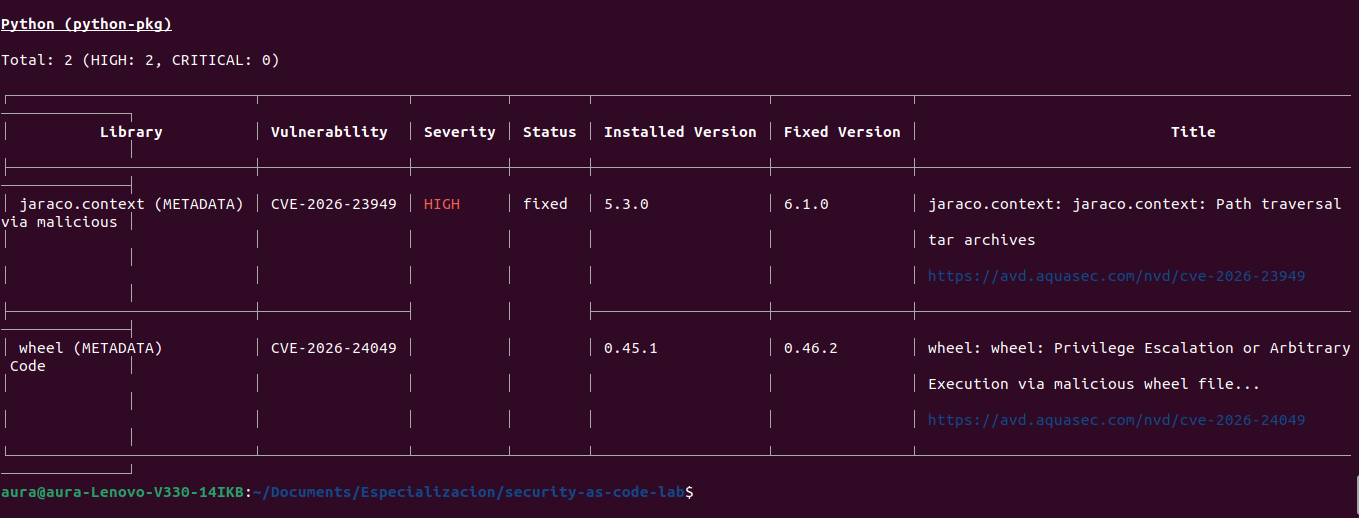 Python (python-pkg)
Total: 2 (HIGH: 2, CRITICAL: 0)
Library Vulnerability Severity Status Installed Version Fixed Version Title
jaraco.context (METADATA) CVE-2026-23949 HIGH fixed 5.3.0 6.1.0 jaraco.context: jaraco.context: Path traversal
via malicious
tar archives
https://avd.aquasec.com/nvd/cve-2026-23949
wheel (METADATA) CVE-2026-24049 0.45.1 0.46.2 wheel: wheel: Privilege Escalation or Arbitrary
Code
Execution via malicious wheel file...
https://avd.aquasec.com/nvd/cve-2026-24049
aura@aura-Lenovo-V330-14IKB:~/Documents/Especializacion/security-as-code-lab$